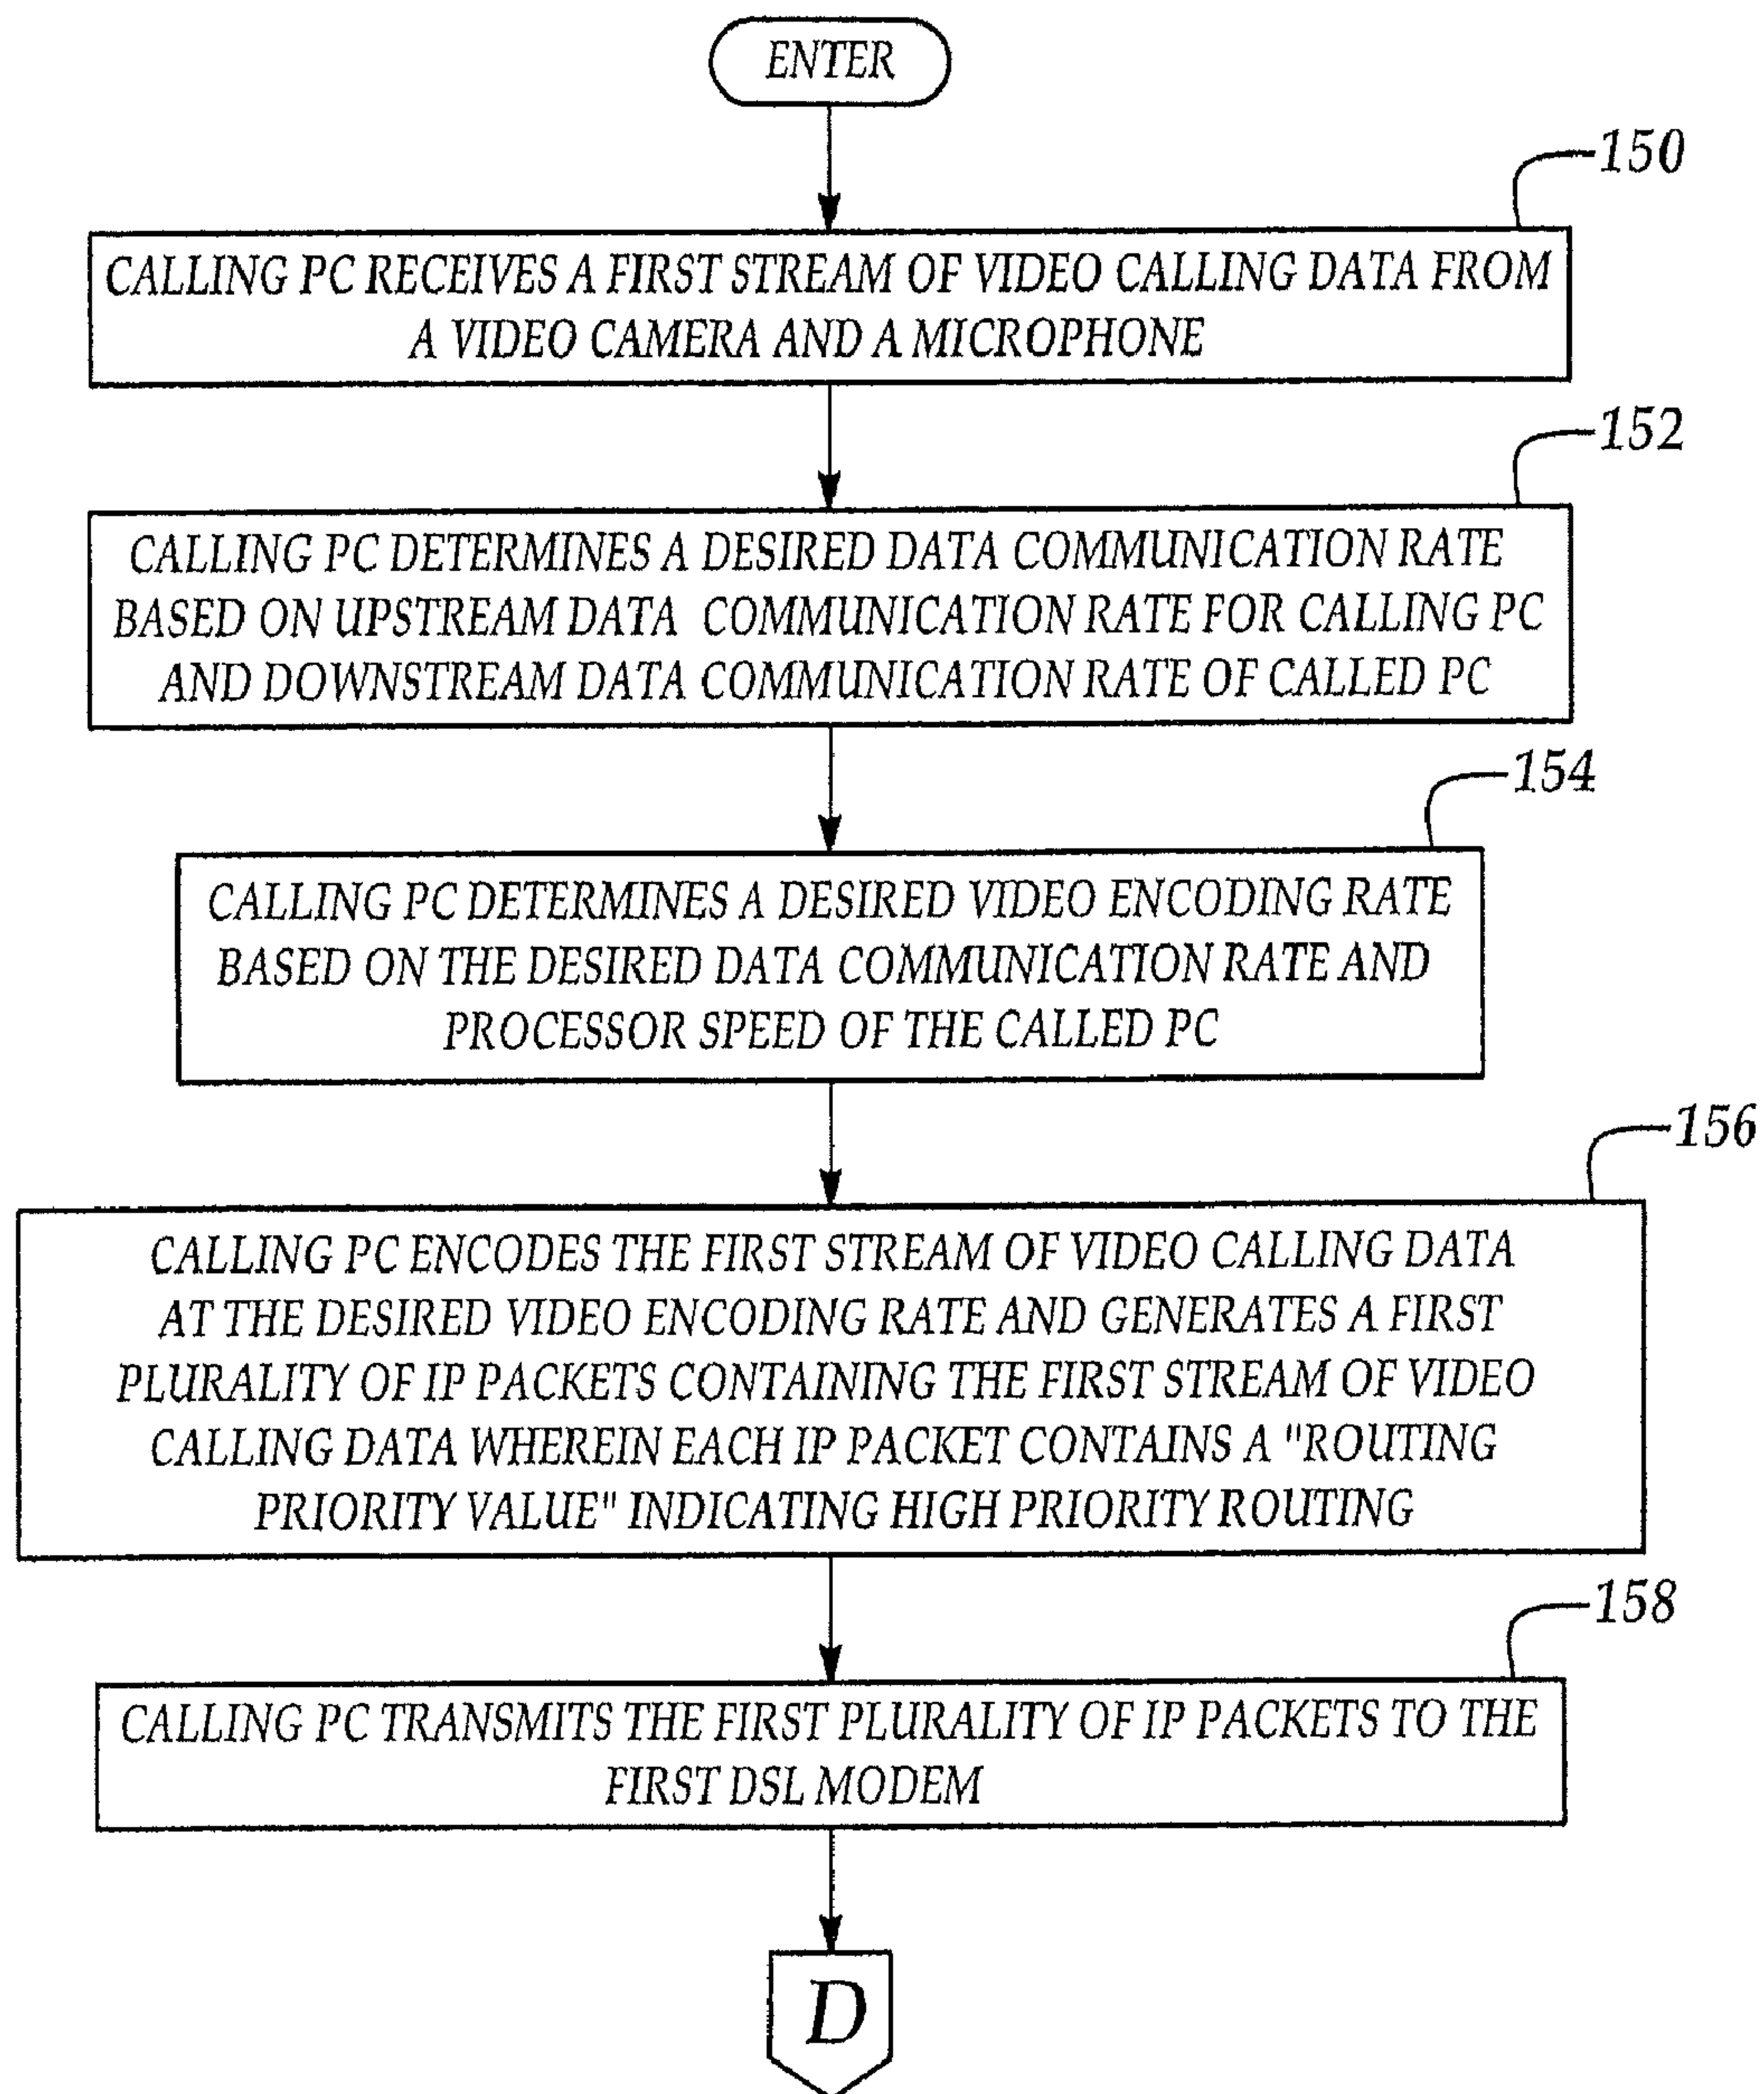 ENTER
150
CALLING PC RECEIVES A FIRST STREAM OF VIDEO CALLING DATA FROM
A VIDEO CAMERA AND A MICROPHONE
152
CALLING PC DETERMINES A DESIRED DATA COMMUNICATION RATE
BASED ON UPSTREAM DATA COMMUNICATION RATE FOR CALLING PC
AND DOWNSTREAM DATA COMMUNICATION RATE OF CALLED PC
154
CALLING PC DETERMINES A DESIRED VIDEO ENCODING RATE
BASED ON THE DESIRED DATA COMMUNICATION RATE AND
PROCESSOR SPEED OF THE CALLED PC
156
CALLING PC ENCODES THE FIRST STREAM OF VIDEO CALLING DATA
AT THE DESIRED VIDEO ENCODING RATE AND GENERATES A FIRST
PLURALITY OF IP PACKETS CONTAINING THE FIRST STREAM OF VIDEO
CALLING DATA WHEREIN EACH IP PACKET CONTAINS A "ROUTING
PRIORITY VALUE" INDICATING HIGH PRIORITY ROUTING
158
CALLING PC TRANSMITS THE FIRST PLURALITY OF IP PACKETS TO THE
FIRST DSL MODEM
D